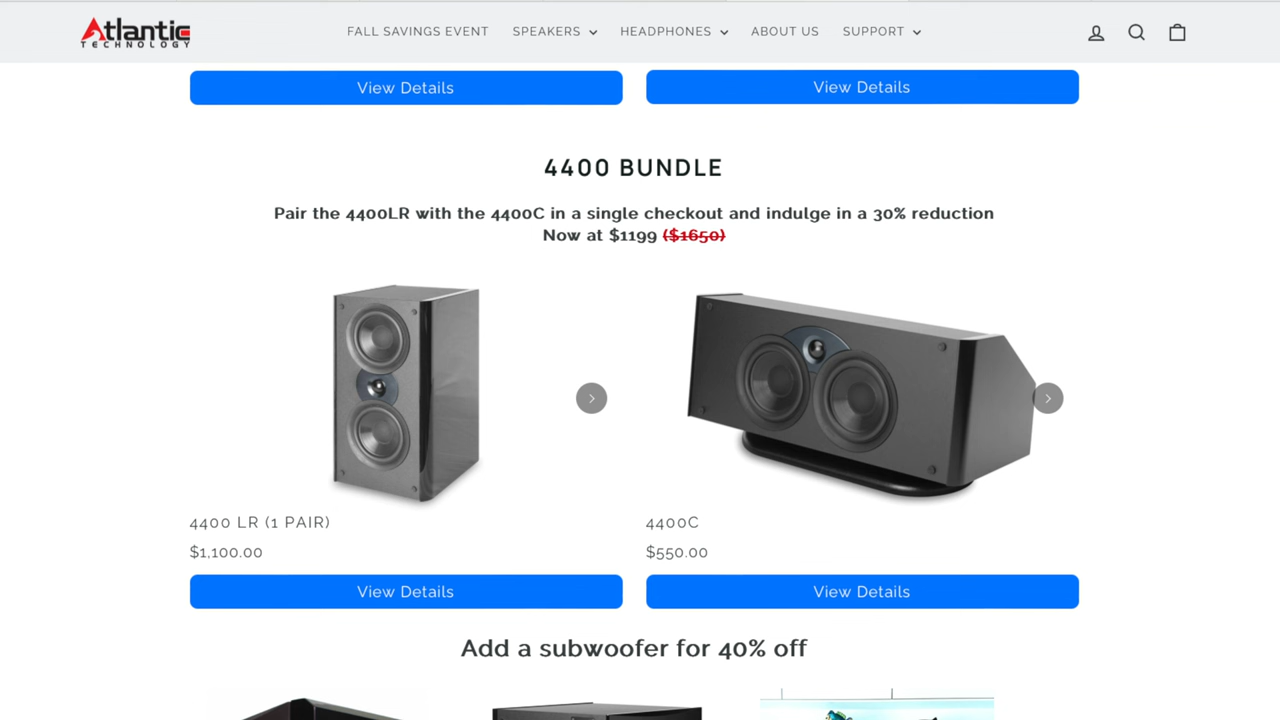 Atlantic
TECHNOLOGY
FALL SAVINGS EVENT
SPEAKERS
HEADPHONES
ABOUT US
SUPPORT
View Details
View Details
4400 BUNDLE
Pair the 4400LR with the 4400C in a single checkout and indulge in a 30% reduction
Now at $1199 ($1650)
4400 LR (1 PAIR)
$1,100.00
View Details
4400C
$550.00
View Details
Add a subwoofer for 40% off